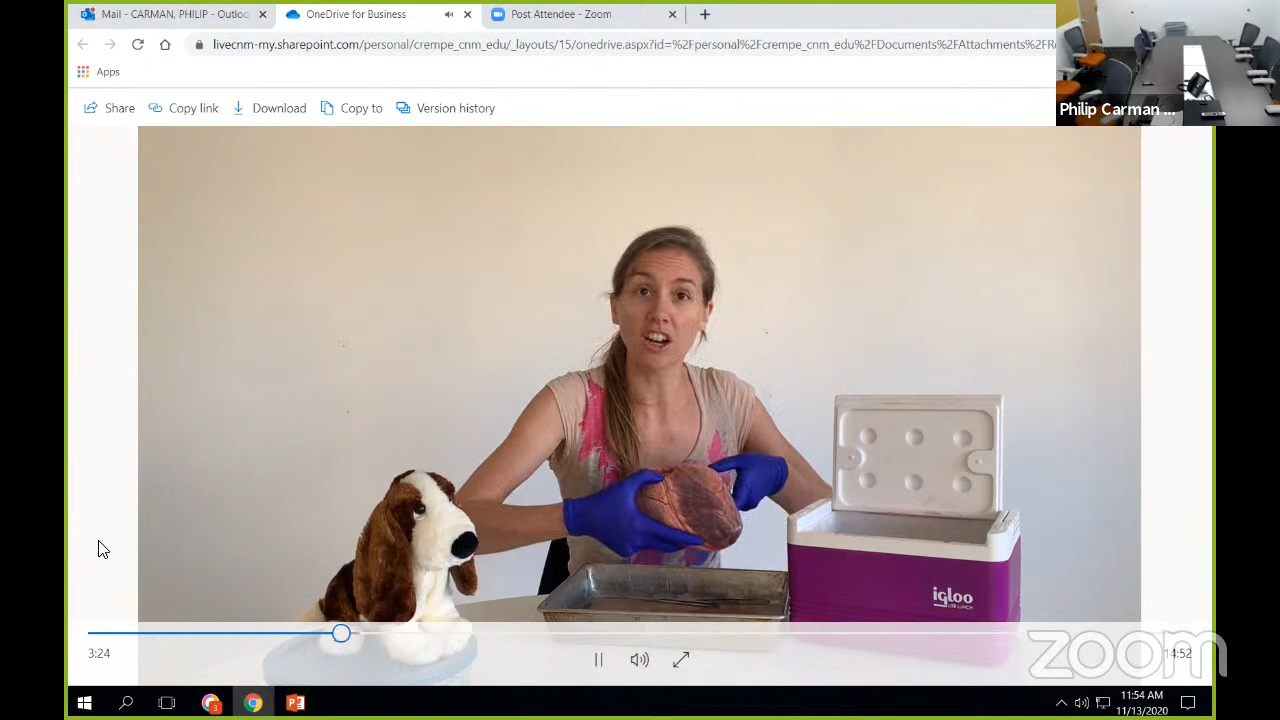 Mail - CARMAN, PHILIP - Outloo
OneDrive for Business
Post Attendee - Zoom
livecnm-my.sharepoint.com/personal/crempe_cnm_edu/_layouts/15/onedrive.aspx?id=%2Fpersonal%2Fcrempe_cnm_edu%2FDocuments%2FAttachments%2FR
Apps
Share
Copy link
Download
Copy to
Version history
Philip Carman ...
igloo
3:24
14:52
zoom
3
11:54 AM
11/13/2020